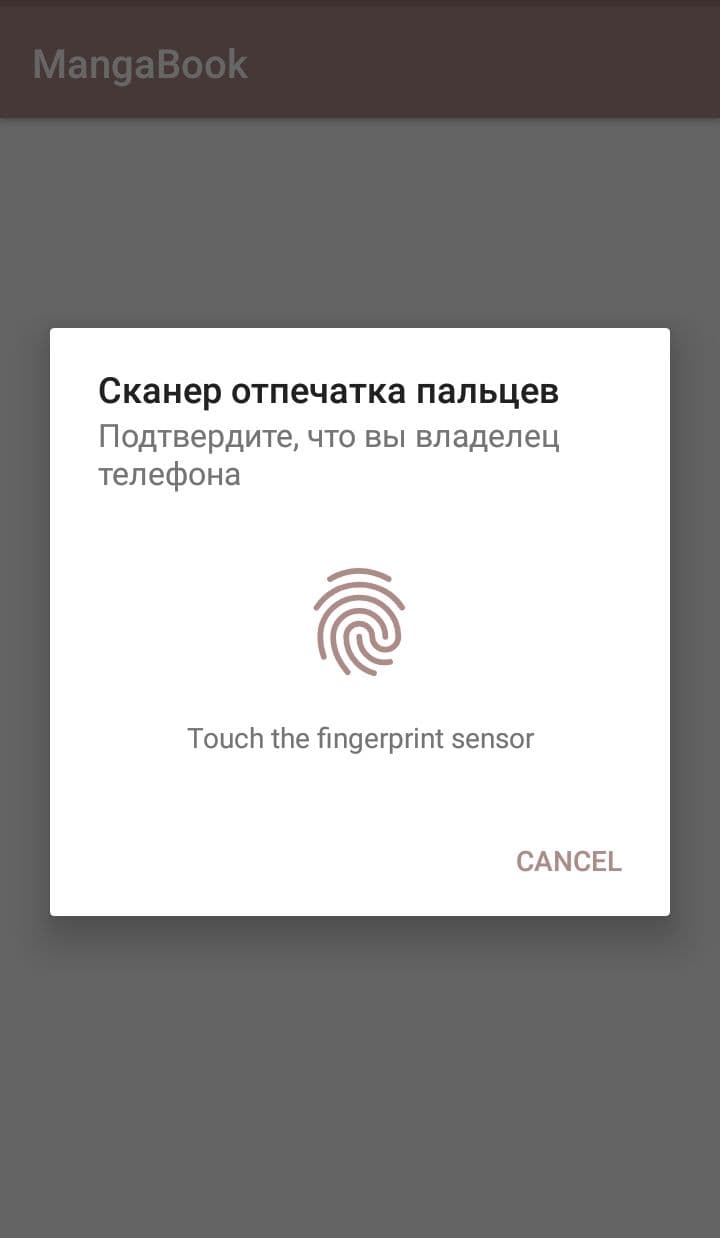 MangaBook
Сканер отпечатка пальцев
Подтвердите, что вы владелец
телефона
Touch the fingerprint sensor
CANCEL